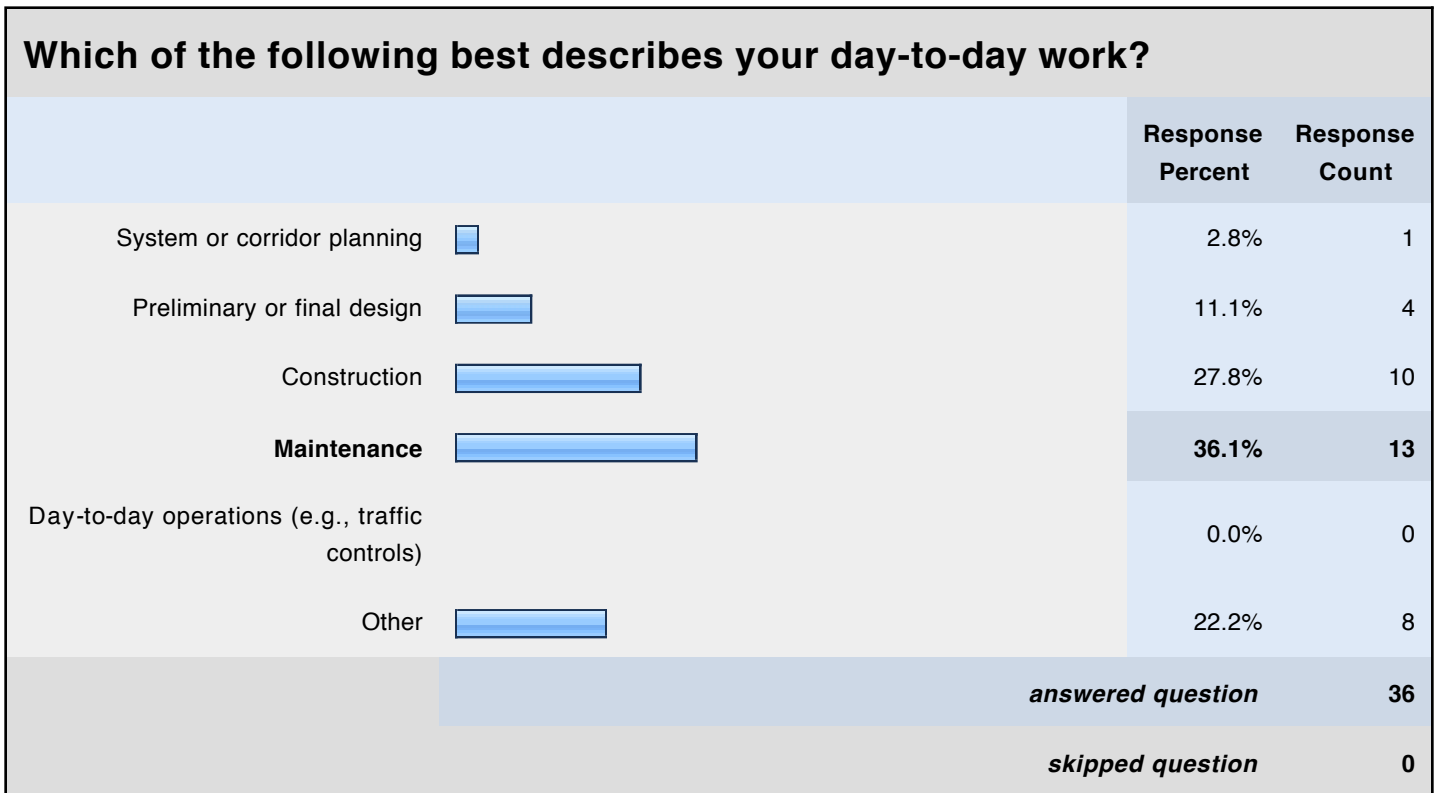 Which of the following best describes your day-to-day work?
Response Percent Response Count
System or corridor planning 2.8% 1
Preliminary or final design 11.1% 4
Construction 27.8% 10
Maintenance 36.1% 13
Day-to-day operations (e.g., traffic
controls) 0.0% 0
Other 22.2% 8
answered question 36
skipped question 0